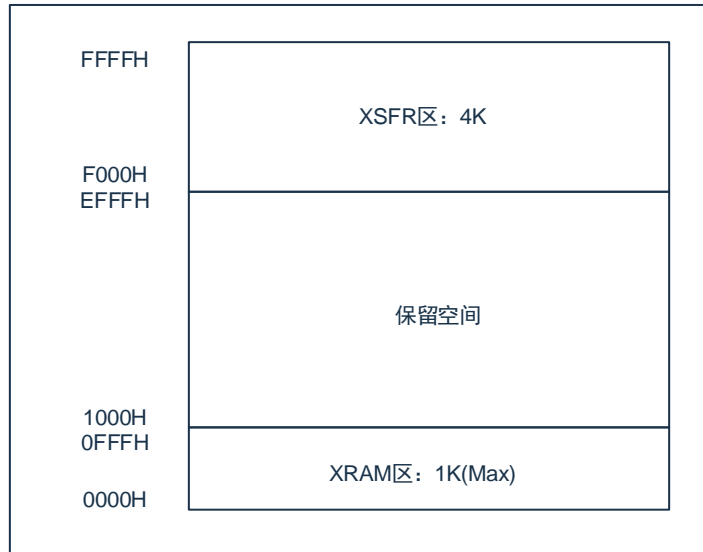 FFFFH
XSFR区：4K
F000H
EFFFH
保留空间
1000H
0FFFH
XRAM区：1K(Max)
0000H